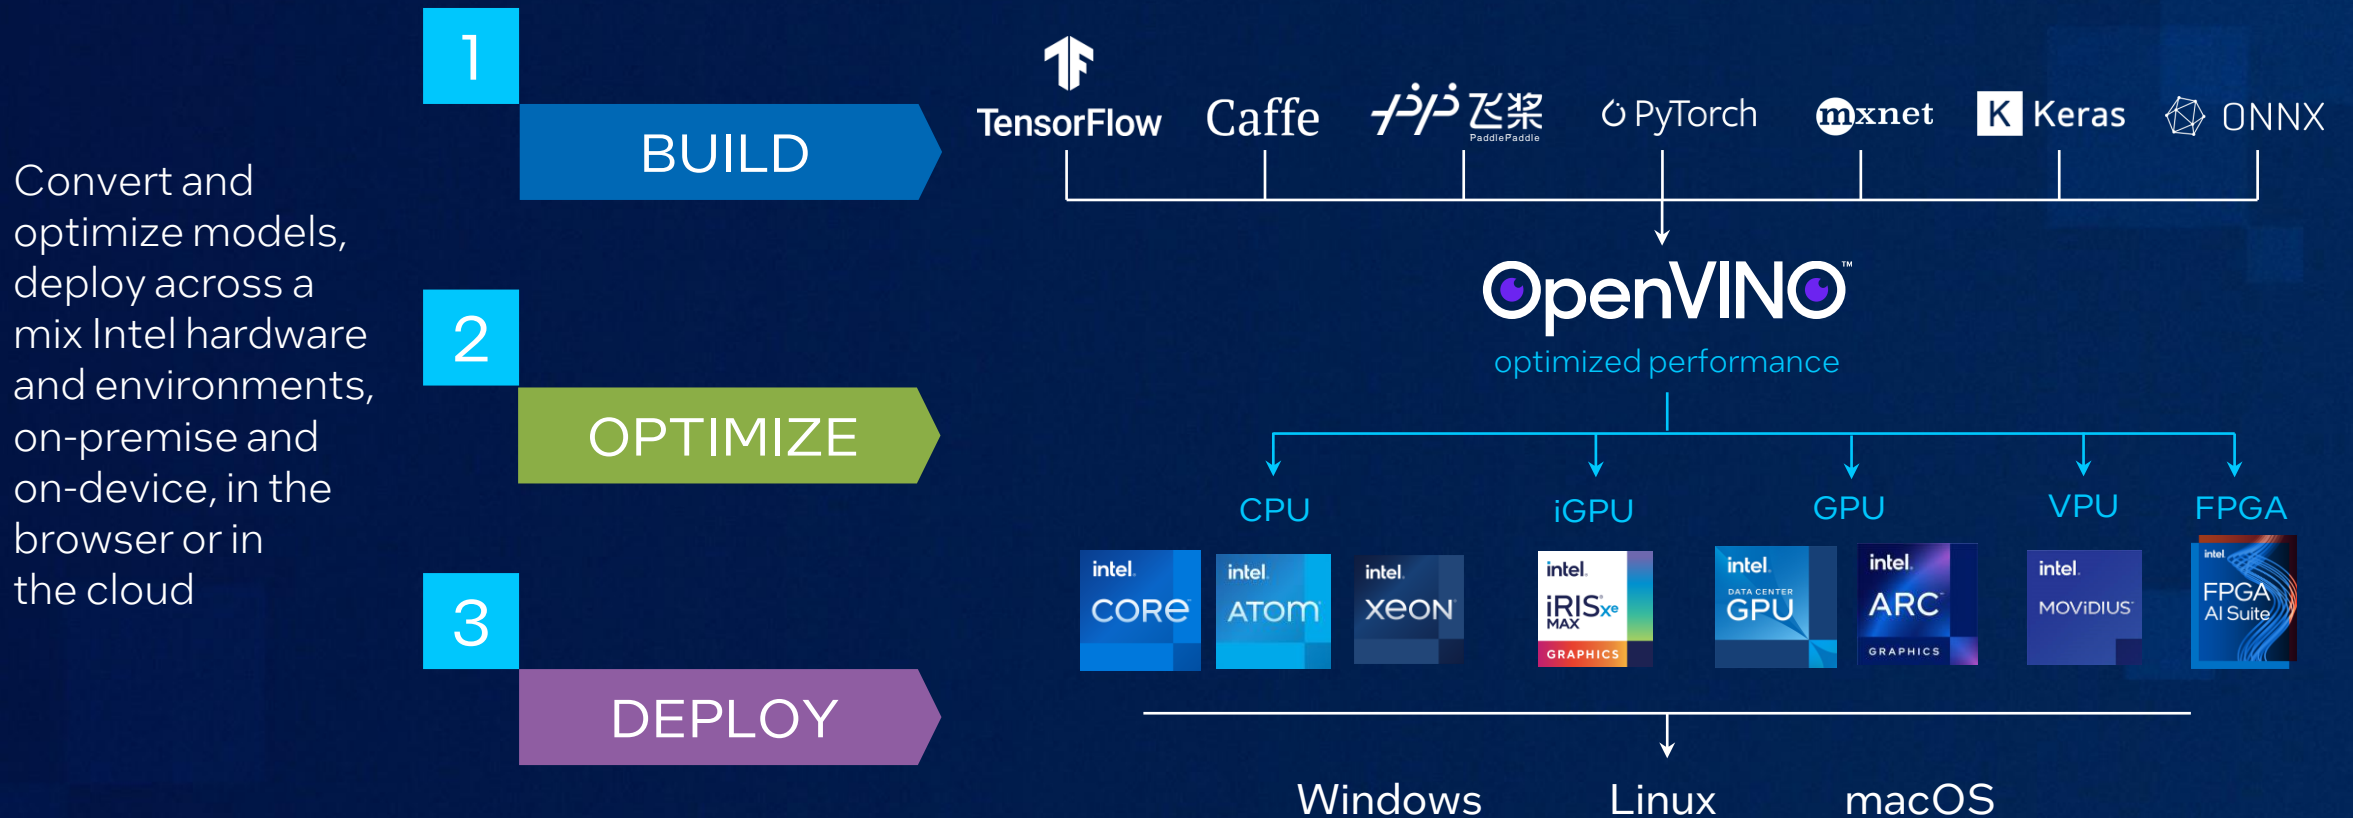 Convert and
optimize models,
deploy across a
mix Intel hardware
and environments,
on-premise and
on-device, in the
browser or in
the cloud
1
BUILD
2
OPTIMIZE
3
DEPLOY
TensorFlow
Caffe
飞桨
PaddlePaddle
PyTorch
mxnet
K Keras
ONNX
OpenVINO™
optimized performance
CPU
iGPU
GPU
VPU
FPGA
intel.
CORE™
intel.
ATOM
intel.
XEON
intel.
IRIS Xe
MAX
GRAPHICS
intel.
DATA CENTER
GPU
intel.
ARC™
GRAPHICS
intel.
MOVIDIUS™
intel
FPGA
AI Suite
Windows
Linux
macOS